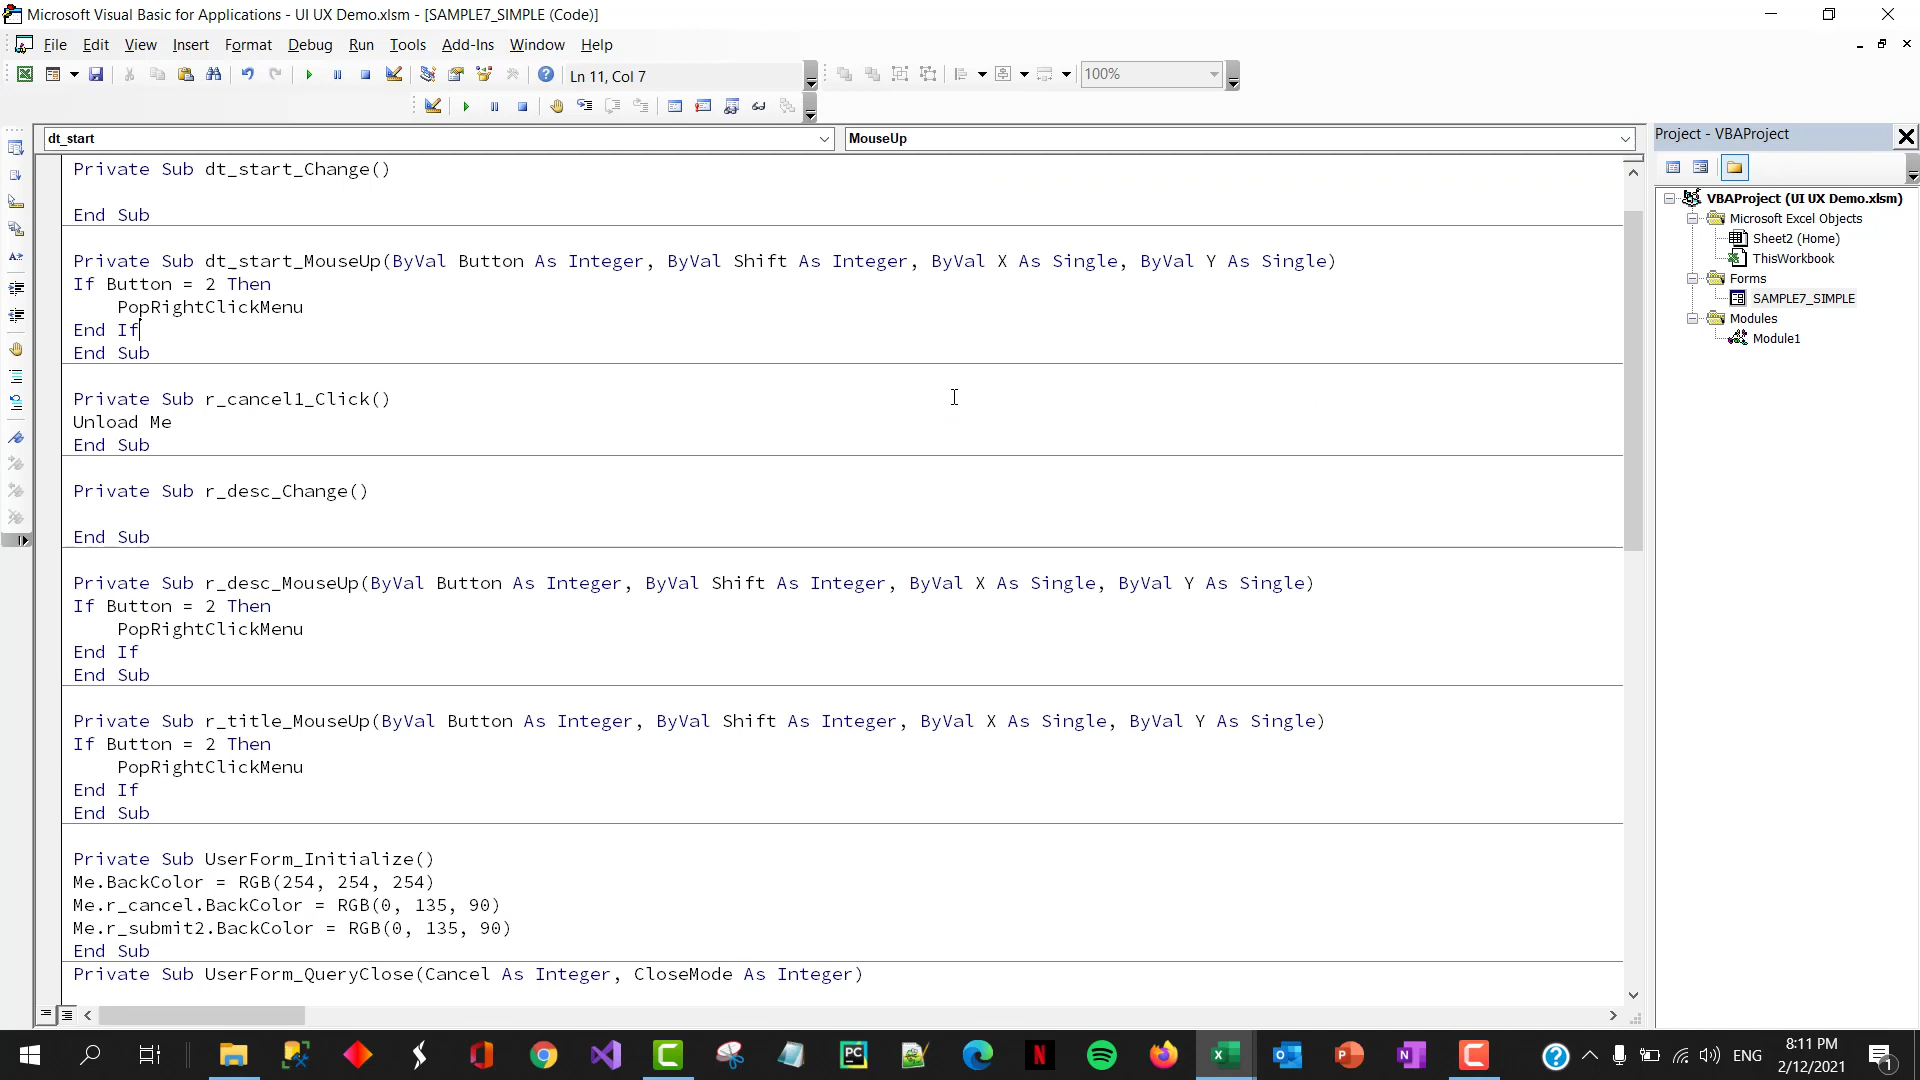 Microsoft Visual Basic for Applications - UI UX Demo.xlsm - [SAMPLE7_SIMPLE (Code)]
File Edit View Insert Format Debug Run Tools Add-Ins Window Help
Ln 11, Col 7
100%
dt_start
MouseUp
Private Sub dt_start_Change()
End Sub
Private Sub dt_start_MouseUp(ByVal Button As Integer, ByVal Shift As Integer, ByVal X As Single, ByVal Y As Single)
If Button = 2 Then
PopRightClickMenu
End If
End Sub
Private Sub r_cancel1_Click()
Unload Me
End Sub
Private Sub r_desc_Change()
End Sub
Private Sub r_desc_MouseUp(ByVal Button As Integer, ByVal Shift As Integer, ByVal X As Single, ByVal Y As Single)
If Button = 2 Then
PopRightClickMenu
End If
End Sub
Private Sub r_title_MouseUp(ByVal Button As Integer, ByVal Shift As Integer, ByVal X As Single, ByVal Y As Single)
If Button = 2 Then
PopRightClickMenu
End If
End Sub
Private Sub UserForm_Initialize()
Me.BackColor = RGB(254, 254, 254)
Me.r_cancel.BackColor = RGB(0, 135, 90)
Me.r_submit2.BackColor = RGB(0, 135, 90)
End Sub
Private Sub UserForm_QueryClose(Cancel As Integer, CloseMode As Integer)
Project - VBAProject
VBAProject (UI UX Demo.xlsm)
Microsoft Excel Objects
Sheet2 (Home)
ThisWorkbook
Forms
SAMPLE7_SIMPLE
Modules
Module1
ENG
8:11 PM
2/12/2021
1